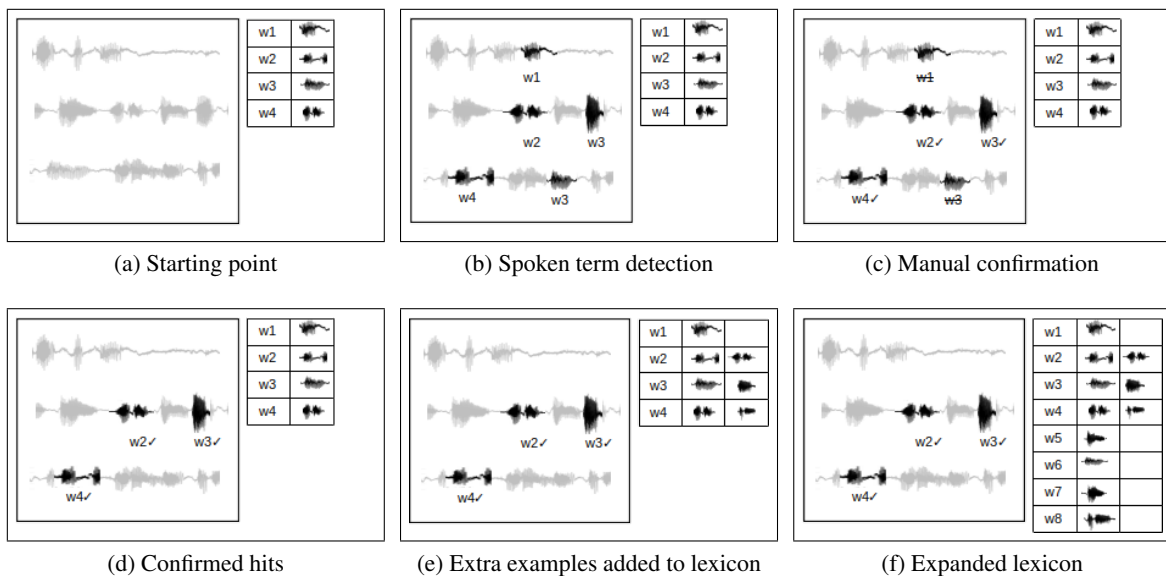 w1
w2
w3
w4
(a) Starting point
w1
w2
w3
w4
w3
w1
w2
w3
w4
(b) Spoken term detection
w1
w2✓
w3✓
w4✓
w3
w1
w2
w3
w4
(c) Manual confirmation
w2✓
w3✓
w4✓
w1
w2
w3
w4
(d) Confirmed hits
w2✓
w3✓
w4✓
w1
w2
w3
w4
(e) Extra examples added to lexicon
w2✓
w3✓
w4✓
w1
w2
w3
w4
w5
w6
w7
w8
(f) Expanded lexicon